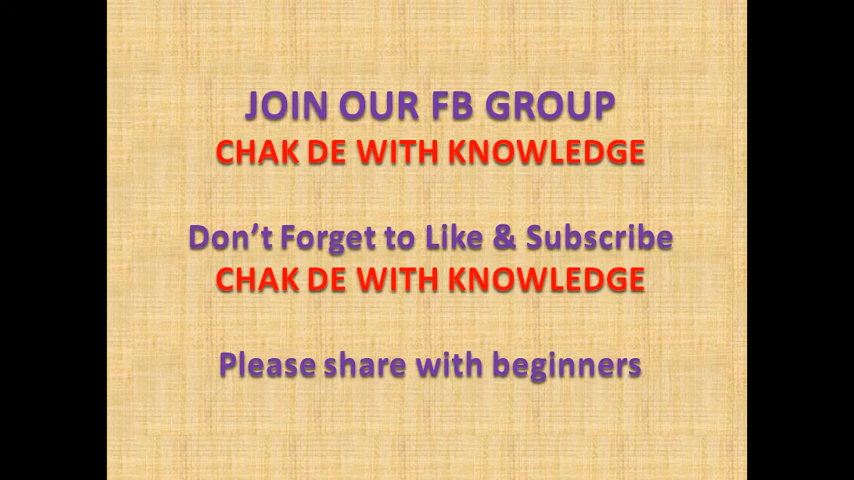 JOIN OUR FB GROUP
CHAK DE WITH KNOWLEDGE
Don’t Forget to Like & Subscribe
CHAK DE WITH KNOWLEDGE
Please share with beginners